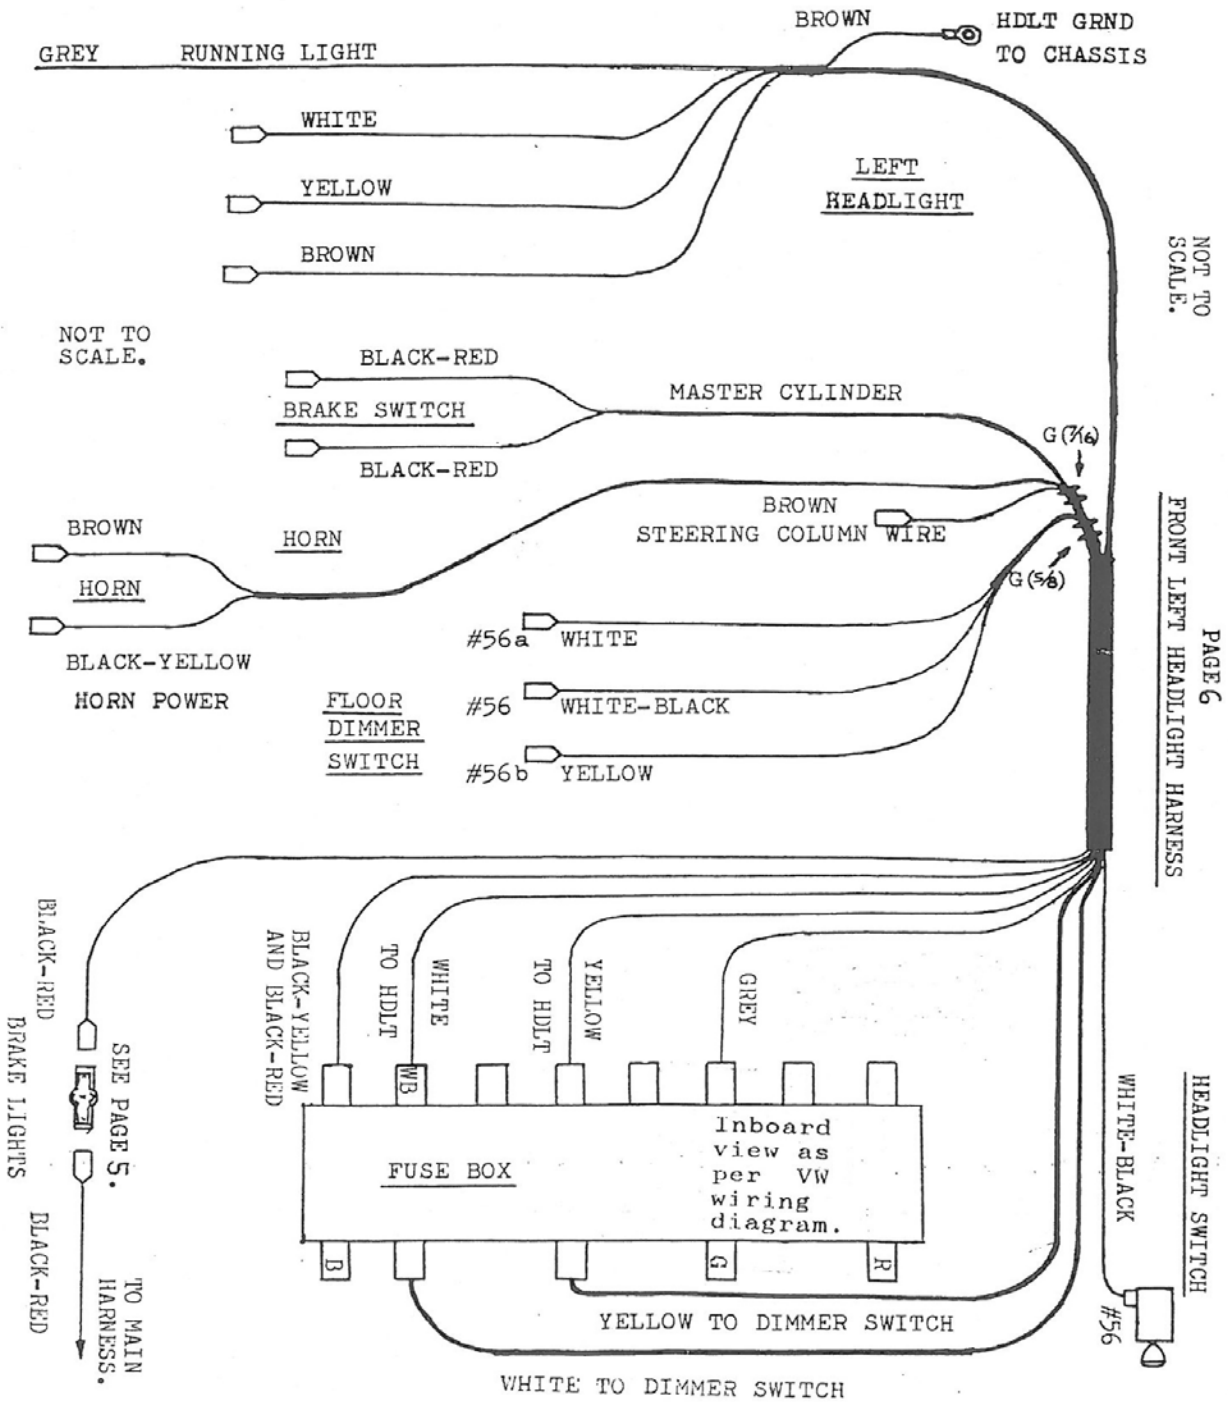 BROWN
HDLT GRND
TO CHASSIS
GREY RUNNING LIGHT
WHITE
YELLOW
BROWN
LEFT
HEADLIGHT
NOT TO
SCALE.
NOT TO
SCALE.
BLACK-RED
BRAKE SWITCH
BLACK-RED
MASTER CYLINDER
G (7/16)
BROWN
STEERING COLUMN WIRE
G (5/8)
BROWN
HORN
HORN
BLACK-YELLOW
HORN POWER
#56a WHITE
#56 WHITE-BLACK
#56b YELLOW
FLOOR
DIMMER
SWITCH
PAGE 6
FRONT LEFT HEADLIGHT HARNESS
BLACK-RED
BRAKE LIGHTS
SEE PAGE 5.
BLACK-RED
TO MAIN
HARNESS.
BLACK-YELLOW
AND BLACK-RED
WHITE
TO HDLT
YELLOW
TO HDLT
GREY
WB
FUSE BOX
Inboard
view as
per VW
wiring
diagram.
B
G
R
WHITE-BLACK
HEADLIGHT SWITCH
#56
YELLOW TO DIMMER SWITCH
WHITE TO DIMMER SWITCH